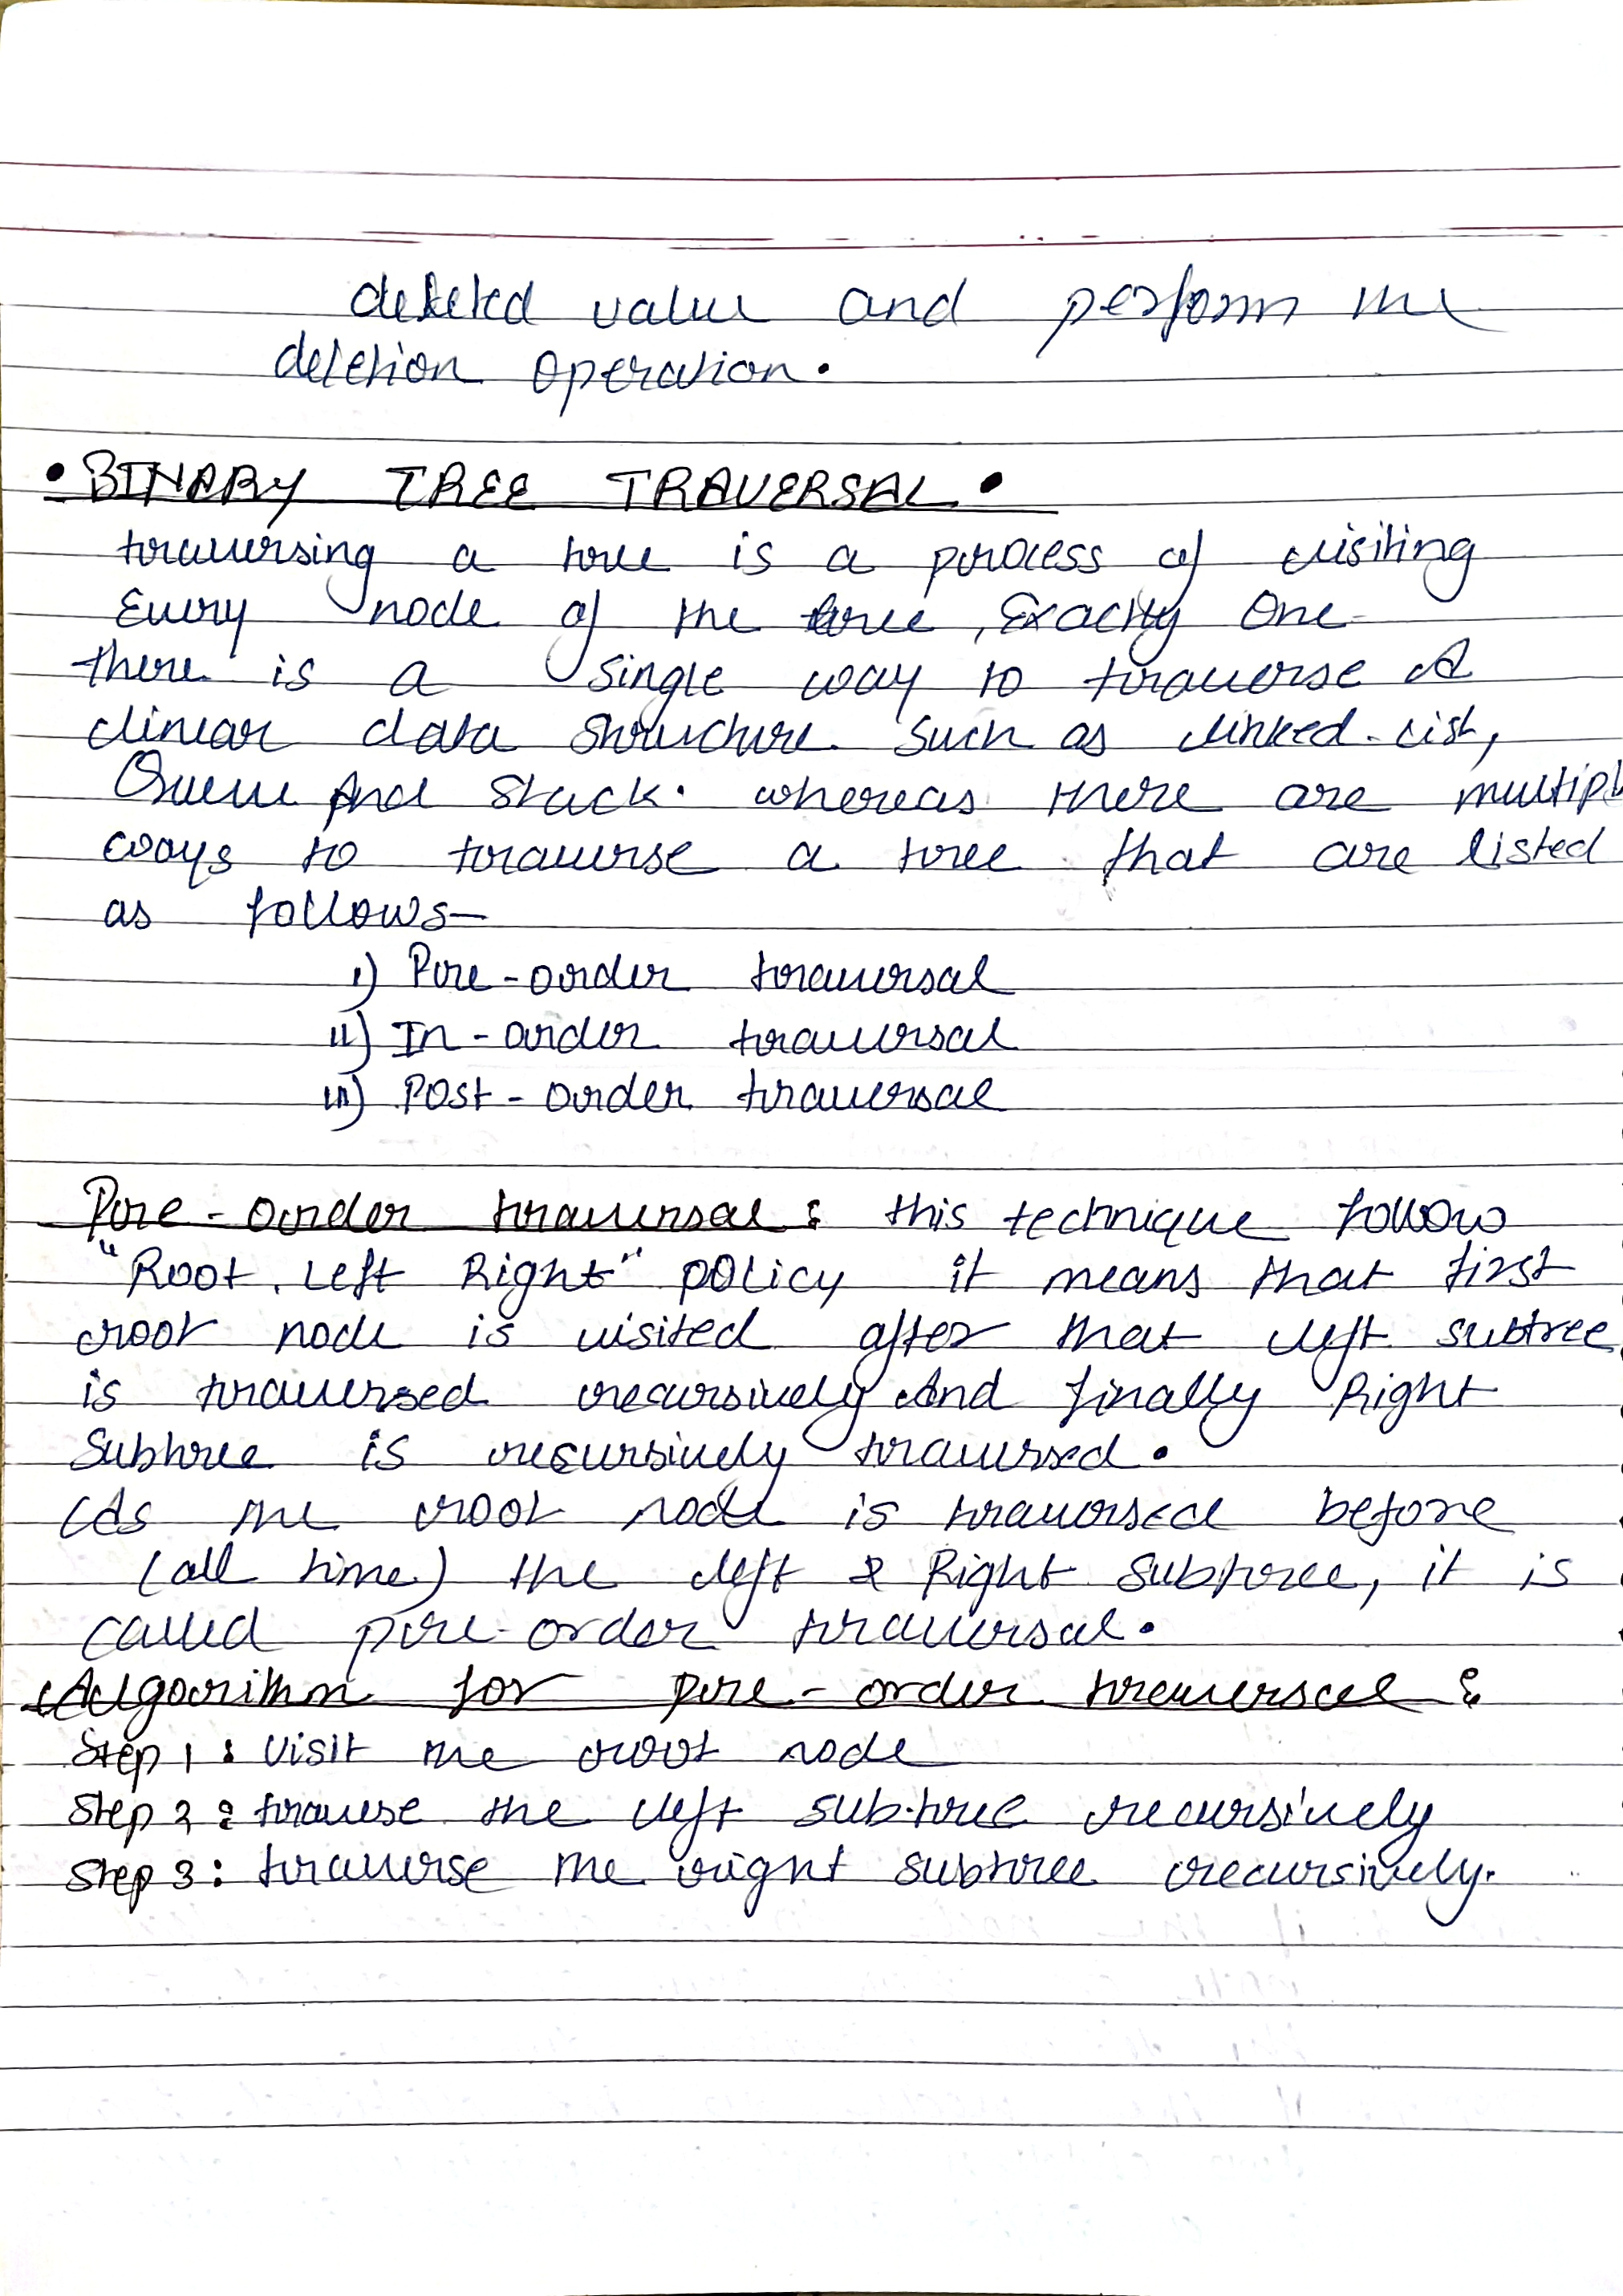 deleted value and perform the
deletion operation.
• BINARY TREE TRAVERSAL •
traversing a tree is a process of visiting
Every node of the tree, Exactly One
there is a single way to traverse A
linear data structure such as linked list,
Queue And Stack. whereas there are multipl
ways to traverse a tree that are listed
as follows-
i) Pre-order traversal
ii) In-order traversal
iii) Post-order traversal
Pre-order traversal : this technique follow
"Root. Left Right" policy it means that first
root node is visited after that left subtree
is traversed recursively And finally Right
Subtree is recursively traversed.
(As the root node is traversed before
(all time) the left & Right Subtree, it is
called pre-order traversal.
Algorithm for pre-order traversal :
Step 1 : Visit the root node
Step 2 : travese the left sub-tree recursively
Step 3 : traverse the right subtree recursively.